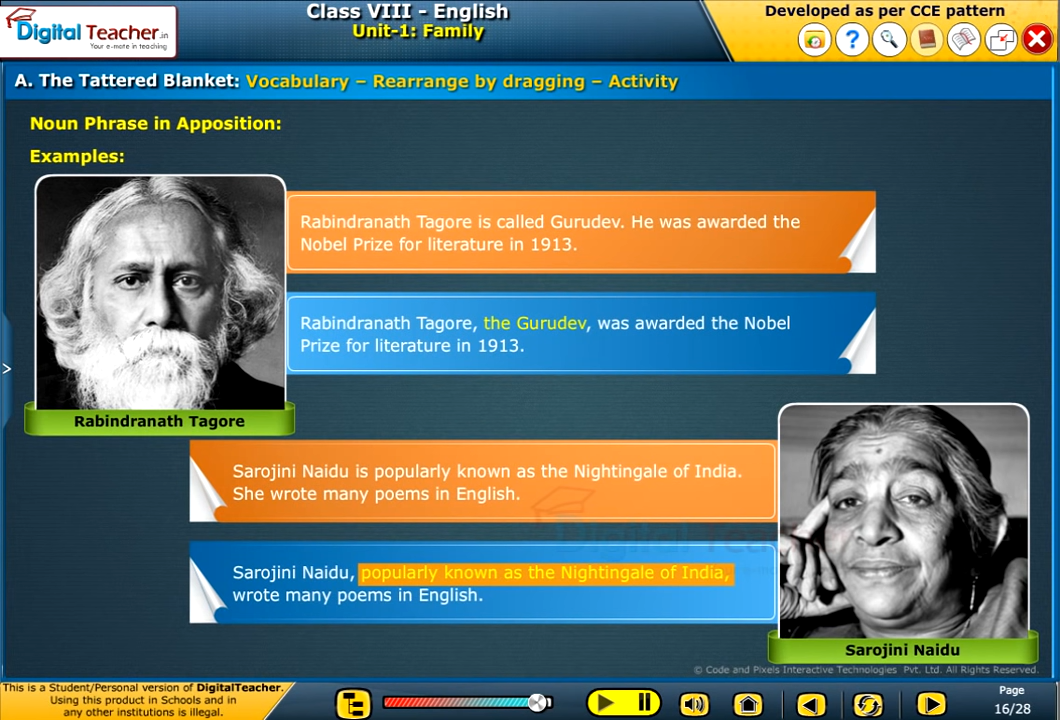 Digital Teacher.in
Your e-mate in teaching
Class VIII - English
Unit-1: Family
Developed as per CCE pattern
A. The Tattered Blanket: Vocabulary – Rearrange by dragging – Activity
Noun Phrase in Apposition:
Examples:
Rabindranath Tagore is called Gurudev. He was awarded the
Nobel Prize for literature in 1913.
Rabindranath Tagore, the Gurudev, was awarded the Nobel
Prize for literature in 1913.
Rabindranath Tagore
Sarojini Naidu is popularly known as the Nightingale of India.
She wrote many poems in English.
Sarojini Naidu, popularly known as the Nightingale of India,
wrote many poems in English.
Sarojini Naidu
© Code and Pixels Interactive Technologies Pvt. Ltd. All Rights Reserved.
This is a Student/Personal version of DigitalTeacher.
Using this product in Schools and in
any other institutions is illegal.
Page
16/28